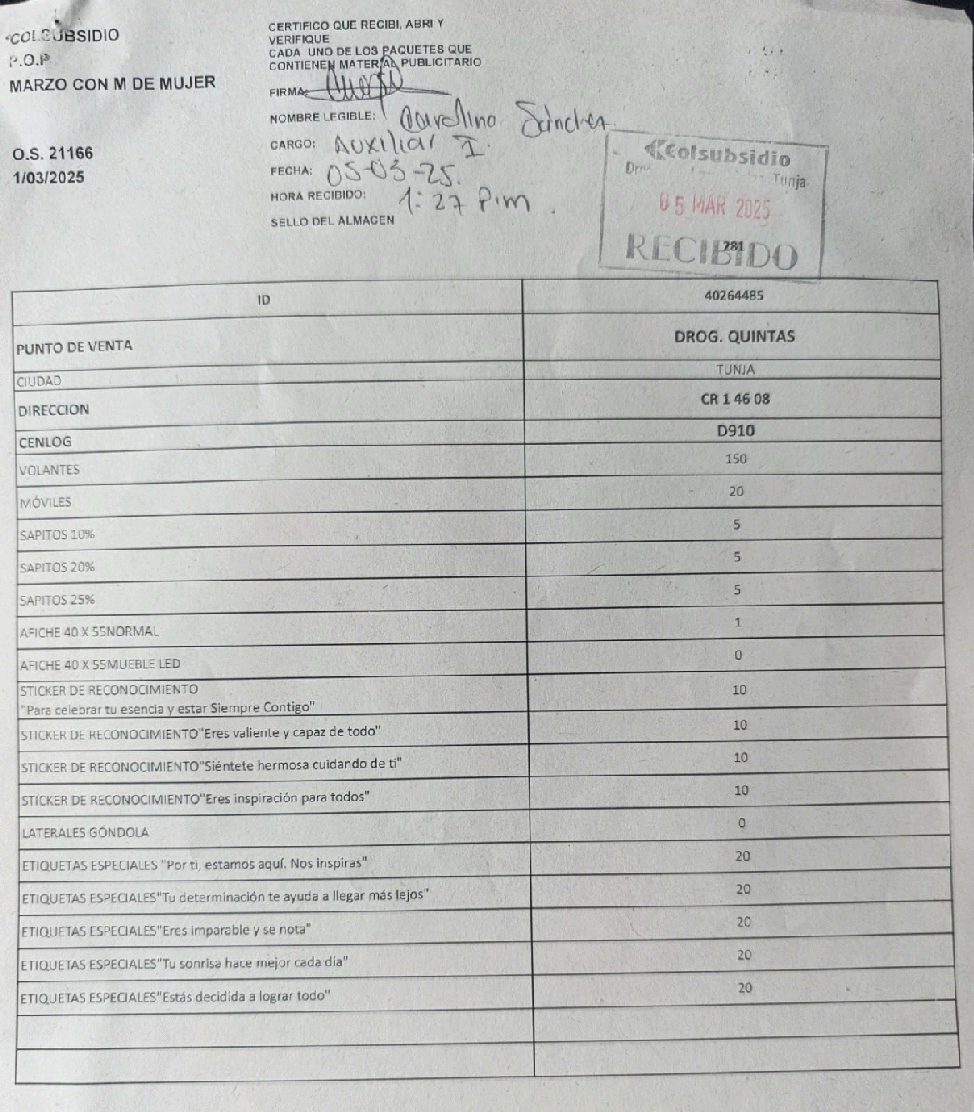 COLSUBSIDIO
P.O.P
MARZO CON M DE MUJER
O.S. 21166
1/03/2025
CERTIFICO QUE RECIBI, ABRI Y
VERIFIQUE
CADA UNO DE LOS PAQUETES QUE
CONTIENEN MATERIAL PUBLICITARIO
FIRMA
NOMBRE LEGIBLE: Carolina Sánchez
CARGO: Auxiliar I.
FECHA: 05-03-25.
HORA RECIBIDO: 1:27 P.m.
SELLO DEL ALMACEN
Colsubsidio
Tunja
05 MAR 2025
RECIBIDO
281
ID 40264485
PUNTO DE VENTA DROG. QUINTAS
CIUDAD TUNJA
DIRECCION CR 1 46 08
CENLOG D910
VOLANTES 150
MÓVILES 20
SAPITOS 10% 5
SAPITOS 20% 5
SAPITOS 25% 5
AFICHE 40 X 55NORMAL 1
AFICHE 40 X 55MUEBLE LED 0
STICKER DE RECONOCIMIENTO
"Para celebrar tu esencia y estar Siempre Contigo" 10
STICKER DE RECONOCIMIENTO"Eres valiente y capaz de todo" 10
STICKER DE RECONOCIMIENTO"Siéntete hermosa cuidando de ti" 10
STICKER DE RECONOCIMIENTO"Eres inspiración para todos" 10
LATERALES GÓNDOLA 0
ETIQUETAS ESPECIALES "Por ti, estamos aquí. Nos inspiras" 20
ETIQUETAS ESPECIALES"Tu determinación te ayuda a llegar más lejos" 20
ETIQUETAS ESPECIALES"Eres imparable y se nota" 20
ETIQUETAS ESPECIALES"Tu sonrisa hace mejor cada día" 20
ETIQUETAS ESPECIALES"Estás decidida a lograr todo" 20